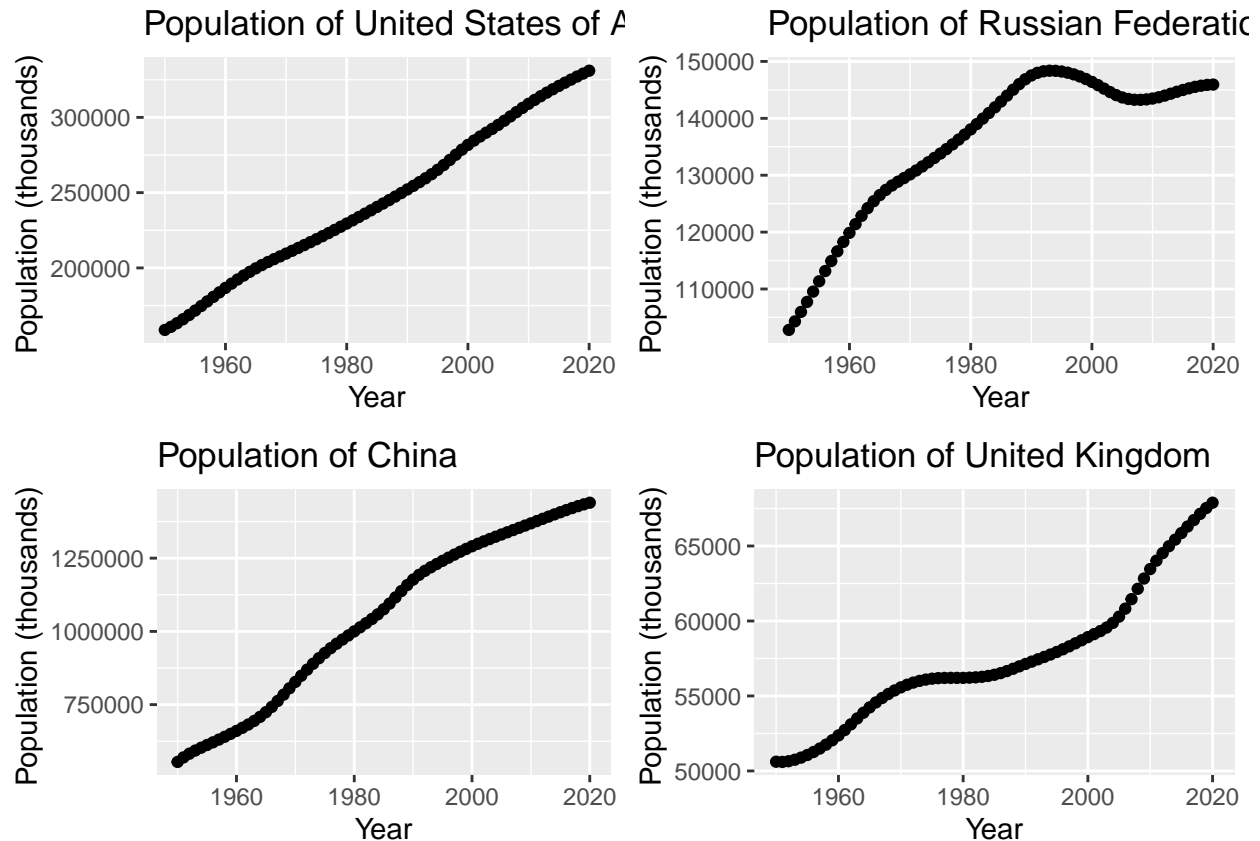 Population of United States of A
Population (thousands)
300000
250000
200000
1960
1980
2000
2020
Year
Population of Russian Federatio
Population (thousands)
150000
140000
130000
120000
110000
1960
1980
2000
2020
Year
Population of China
Population (thousands)
1250000
1000000
750000
1960
1980
2000
2020
Year
Population of United Kingdom
Population (thousands)
65000
60000
55000
50000
1960
1980
2000
2020
Year